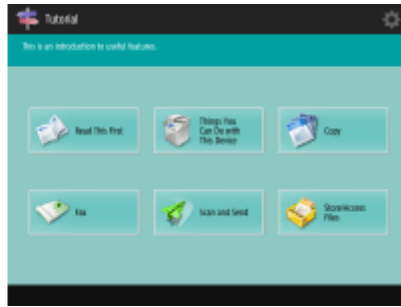 Tutorial
This is an introduction to useful features.
Read This First
Things You
Can Do with
This Device
Copy
Fax
Scan and Send
Store/Access
Files